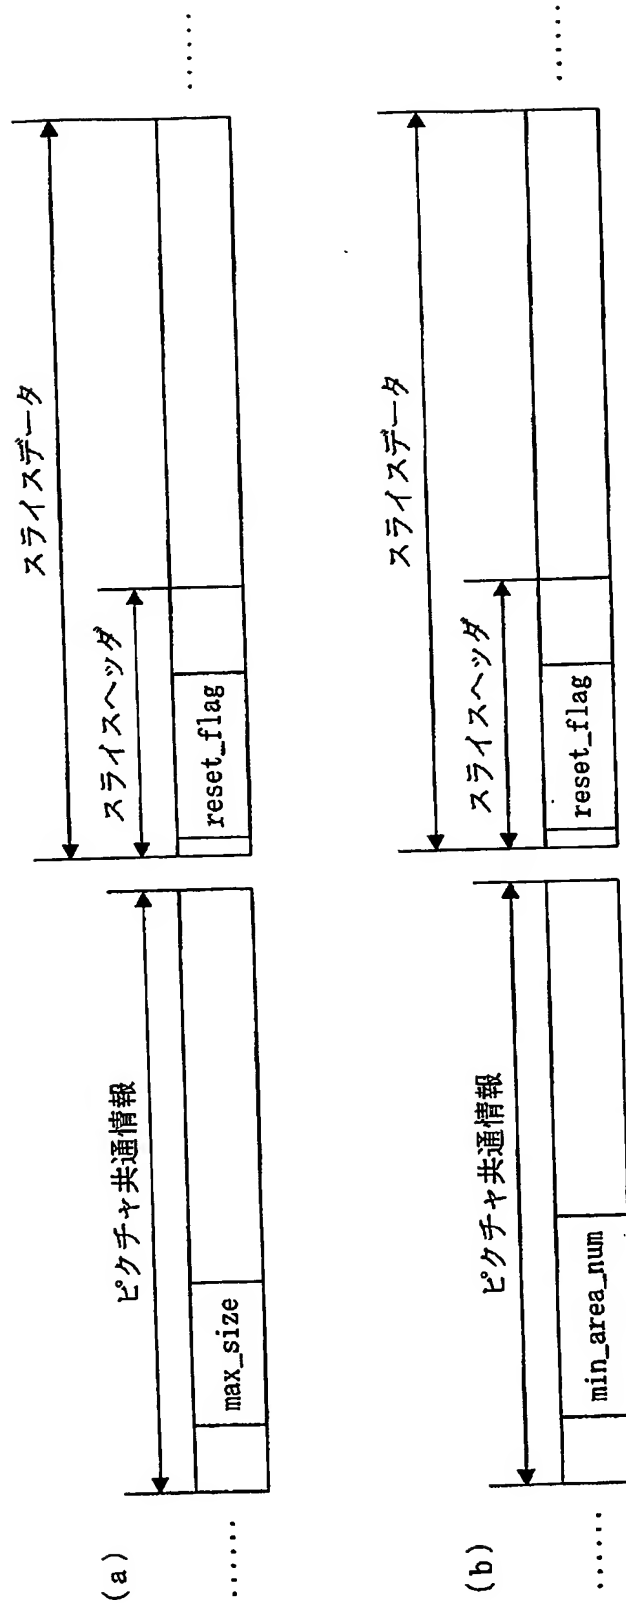 (a)
スライスデータ
ピクチャ共通情報
スライスヘッダ
...... max_size reset_flag ......
(b)
スライスデータ
ピクチャ共通情報
スライスヘッダ
...... min_area_num reset_flag ......